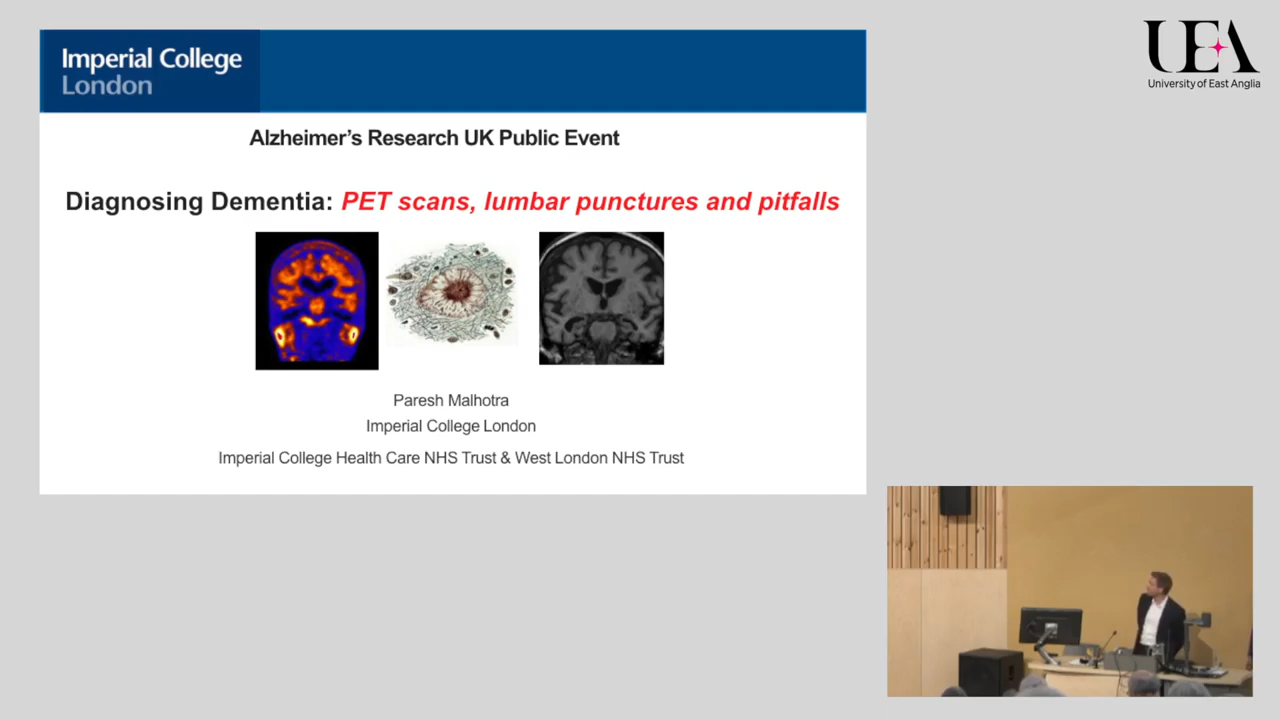 Imperial College
London
UEA
University of East Anglia
Alzheimer's Research UK Public Event
Diagnosing Dementia: PET scans, lumbar punctures and pitfalls
Paresh Malhotra
Imperial College London
Imperial College Health Care NHS Trust & West London NHS Trust